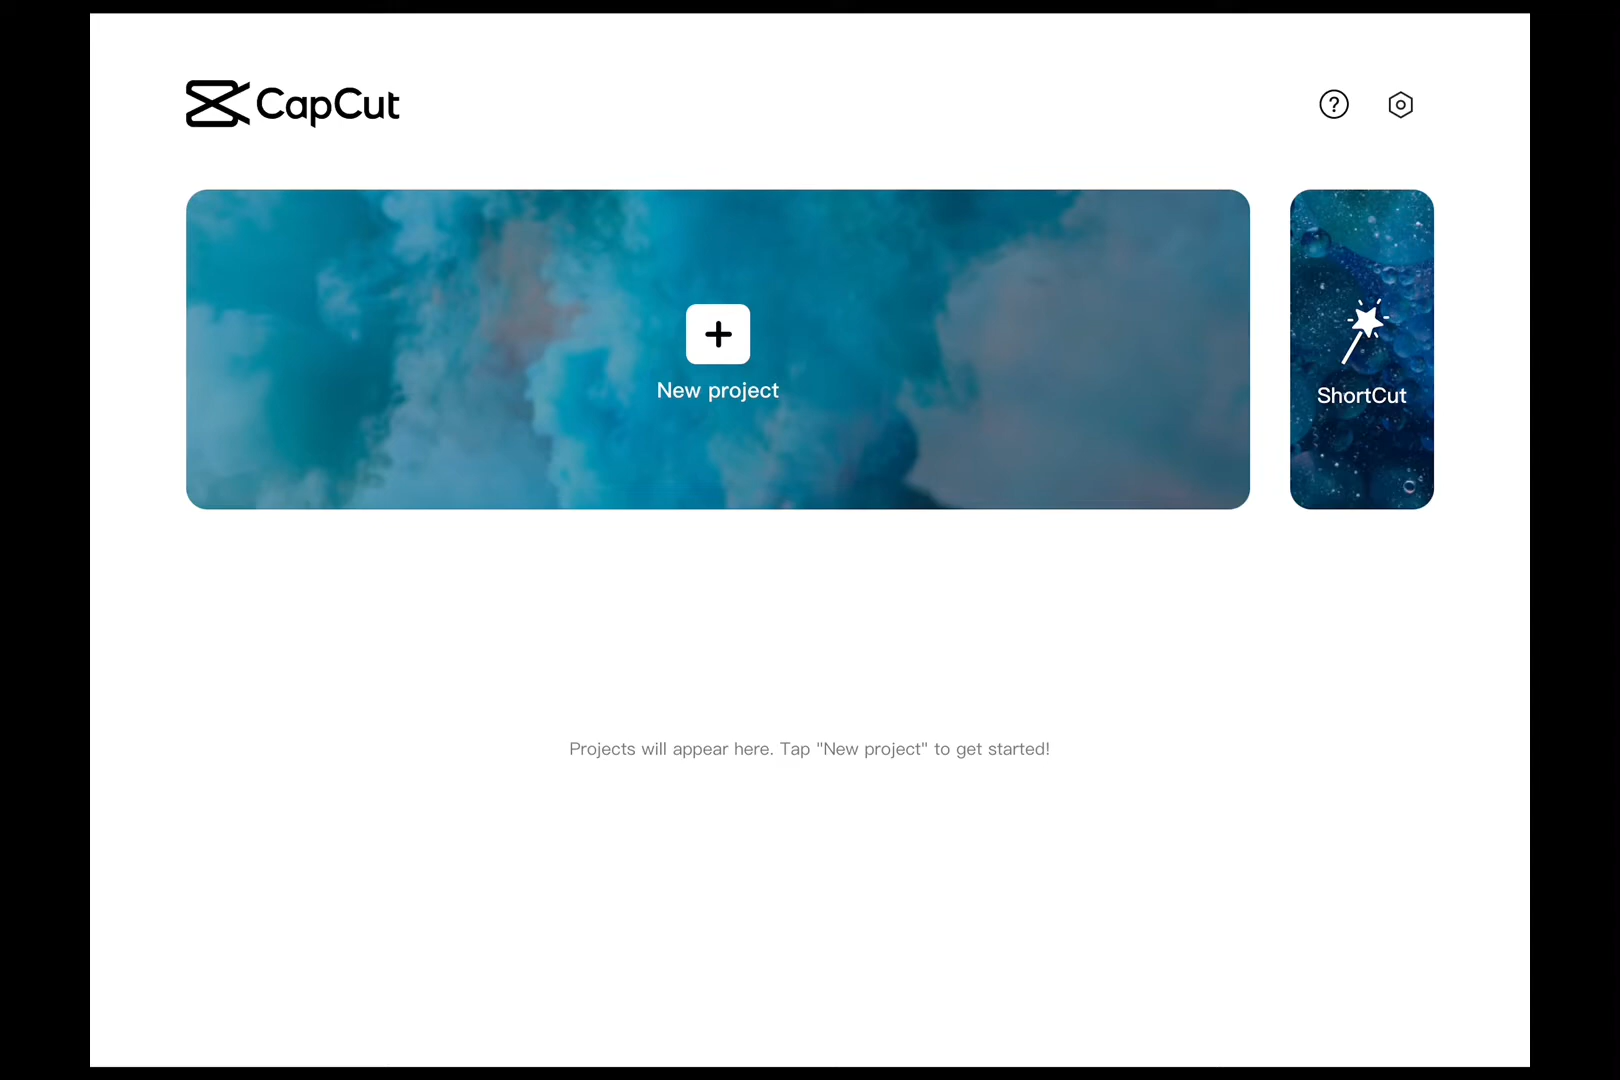 CapCut
New project
ShortCut
Projects will appear here. Tap "New project" to get started!